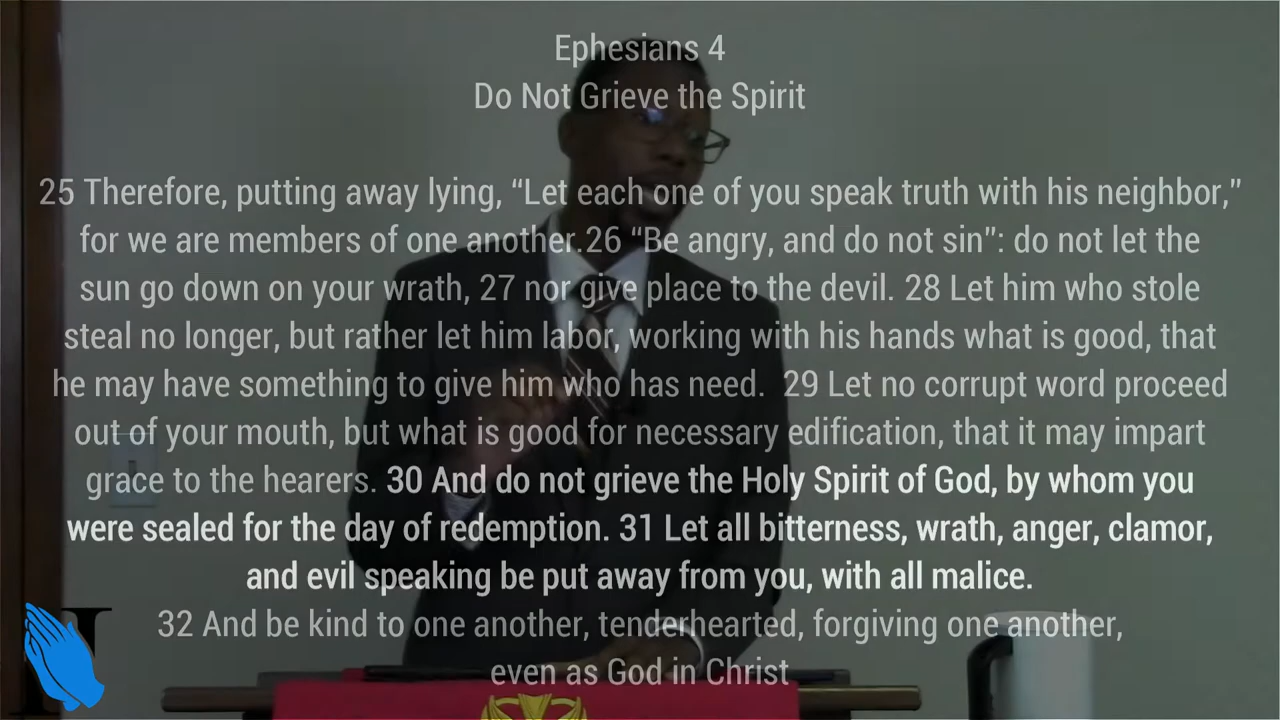 Ephesians 4
Do Not Grieve the Spirit
25 Therefore, putting away lying, “Let each one of you speak truth with his neighbor,”
for we are members of one another.26 “Be angry, and do not sin”: do not let the
sun go down on your wrath, 27 nor give place to the devil. 28 Let him who stole
steal no longer, but rather let him labor, working with his hands what is good, that
he may have something to give him who has need.  29 Let no corrupt word proceed
out of your mouth, but what is good for necessary edification, that it may impart
grace to the hearers. 30 And do not grieve the Holy Spirit of God, by whom you
were sealed for the day of redemption. 31 Let all bitterness, wrath, anger, clamor,
and evil speaking be put away from you, with all malice.
32 And be kind to one another, tenderhearted, forgiving one another,
even as God in Christ